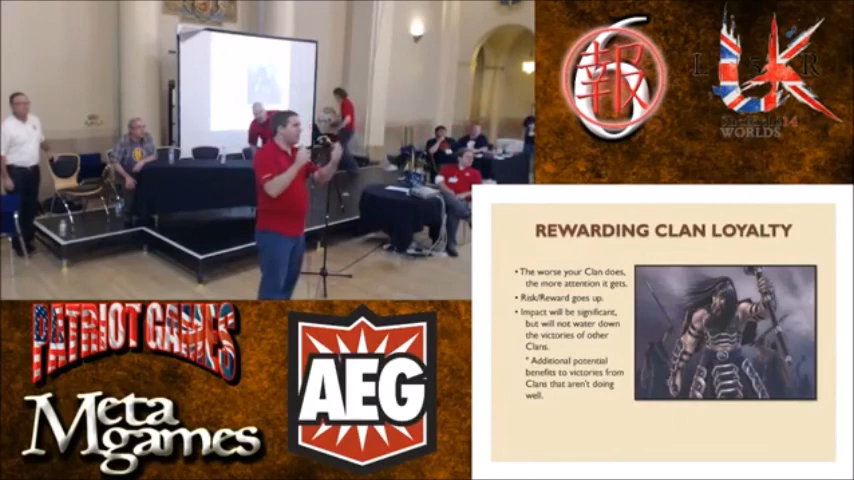 報
L5R
UK
WORLDS
REWARDING CLAN LOYALTY
• The worse your Clan does,
the more attention it gets.
• Risk/Reward goes up.
• Impact will be significant,
but will not water down
the victories of other
Clans.
* Additional potential
benefits to victories from
Clans that aren't doing
well.
PATRIOT GAMES
Meta
games
AEG